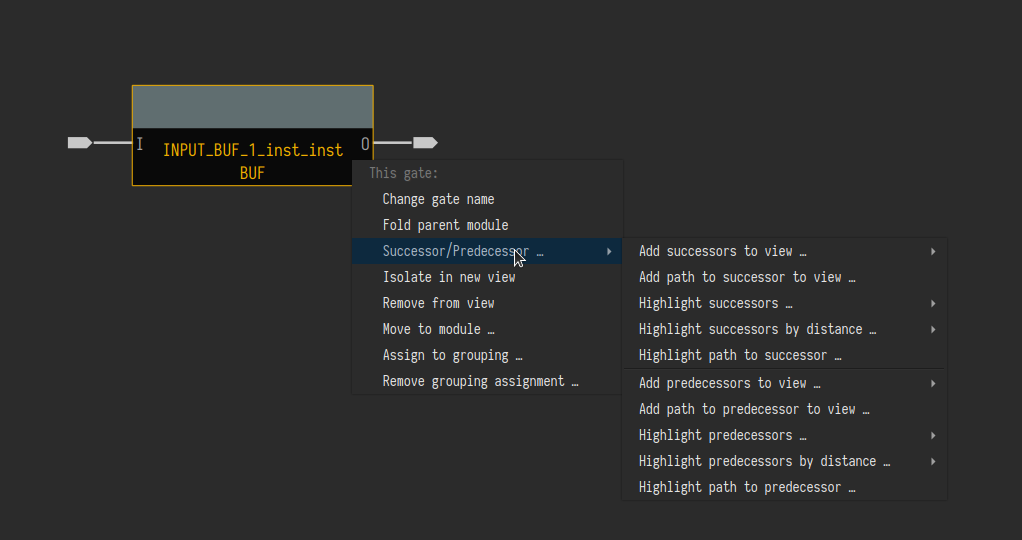 I
O
INPUT_BUF_1_inst_inst
BUF
This gate:
Change gate name
Fold parent module
Successor/Predecessor …
Isolate in new view
Remove from view
Move to module …
Assign to grouping …
Remove grouping assignment …
Add successors to view …
Add path to successor to view …
Highlight successors …
Highlight successors by distance …
Highlight path to successor …
Add predecessors to view …
Add path to predecessor to view …
Highlight predecessors …
Highlight predecessors by distance …
Highlight path to predecessor …